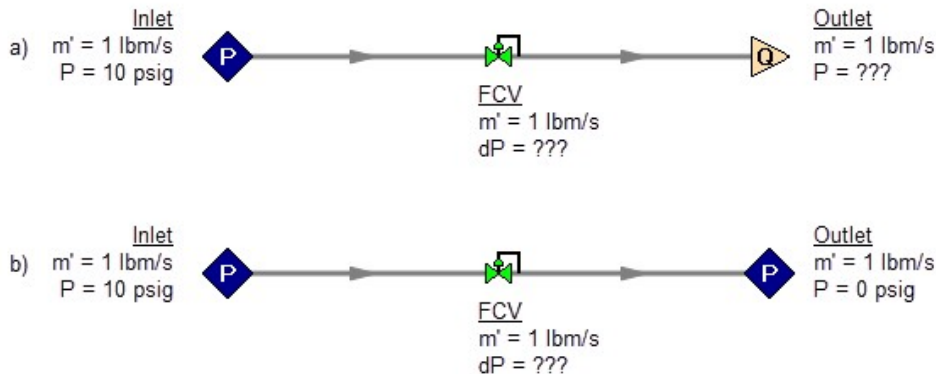 Inlet
a) m' = 1 lbm/s
P = 10 psig
P
FCV
m' = 1 lbm/s
dP = ???
Q
Outlet
m' = 1 lbm/s
P = ???
Inlet
b) m' = 1 lbm/s
P = 10 psig
P
FCV
m' = 1 lbm/s
dP = ???
P
Outlet
m' = 1 lbm/s
P = 0 psig